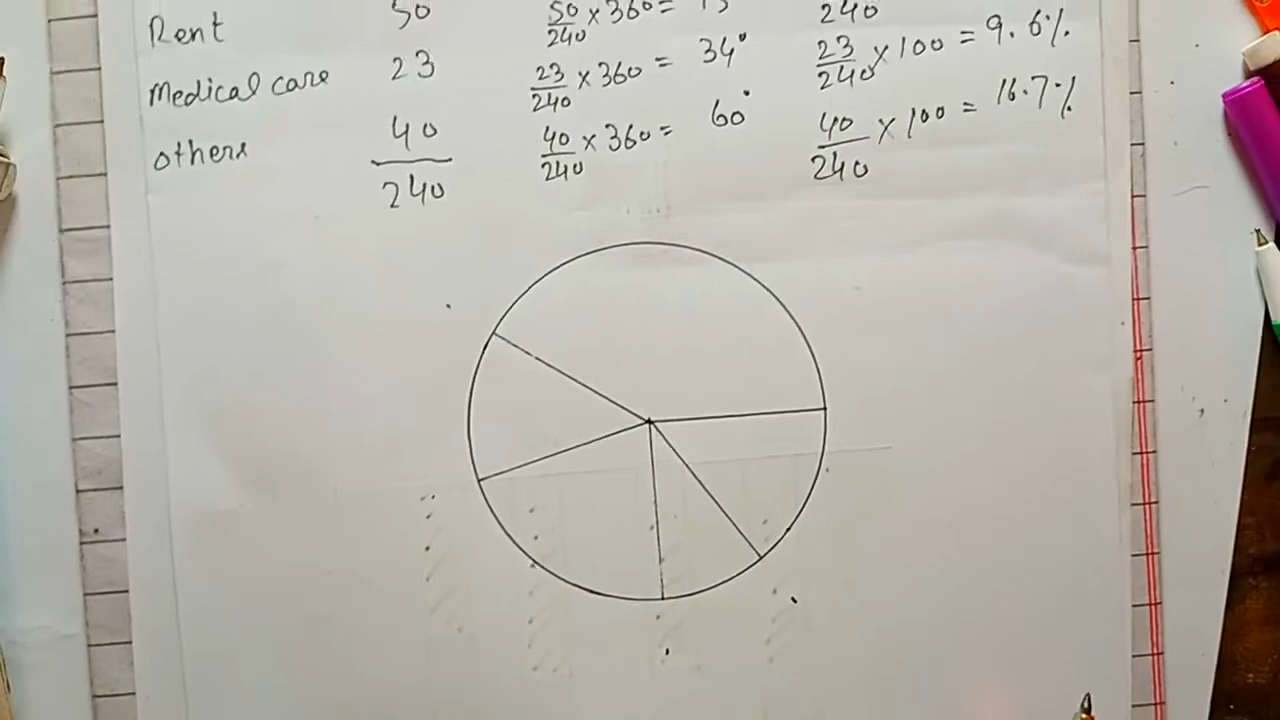 Rent 50 50/240 x 360 = 240
Medical care 23 23/240 x 360 = 34° 23/240 x 100 = 9.6%
others 40 40/240 x 360 = 60° 40/240 x 100 = 16.7%
240